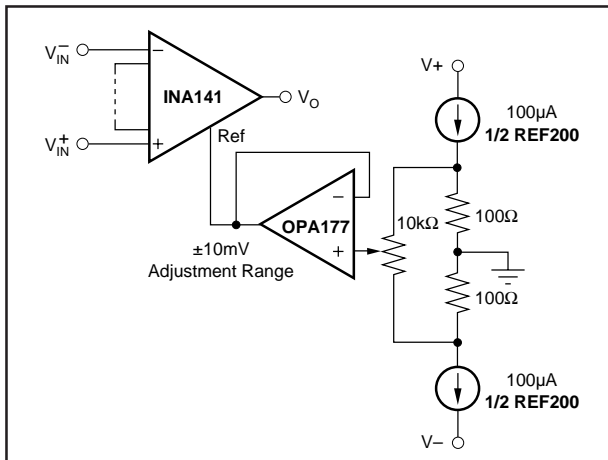 V−IN
INA141
VO
V+IN
Ref
V+
100µA
1/2 REF200
−
+
−
+
OPA177
10kΩ
100Ω
100Ω
±10mV
Adjustment Range
100µA
1/2 REF200
V−